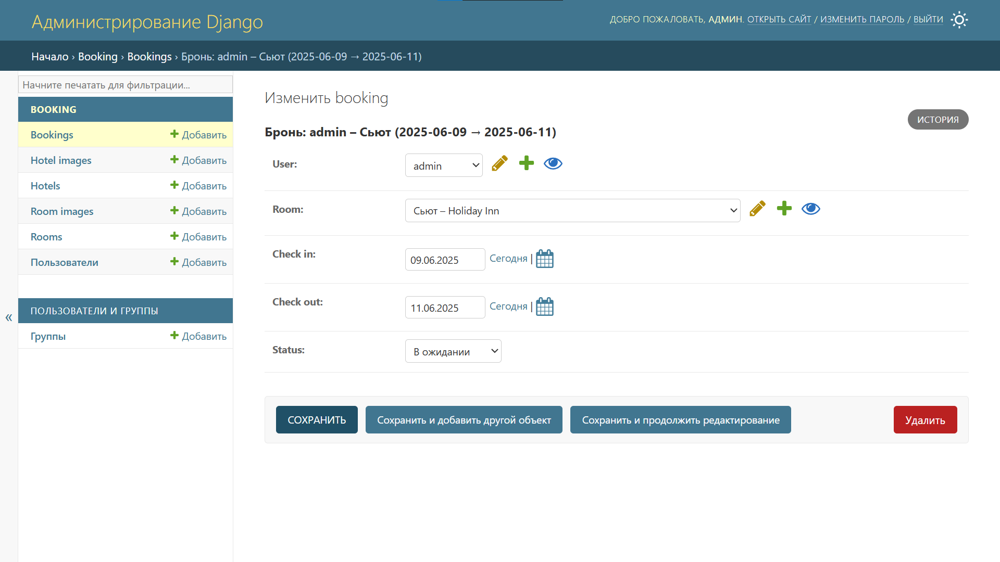 Администрирование Django
ДОБРО ПОЖАЛОВАТЬ, АДМИН. ОТКРЫТЬ САЙТ / ИЗМЕНИТЬ ПАРОЛЬ / ВЫЙТИ
Начало › Booking › Bookings › Бронь: admin – Сьют (2025-06-09 → 2025-06-11)
Начните печатать для фильтрации...
BOOKING
Bookings Добавить
Hotel images Добавить
Hotels Добавить
Room images Добавить
Rooms Добавить
Пользователи Добавить
ПОЛЬЗОВАТЕЛИ И ГРУППЫ
Группы Добавить
«
Изменить booking
ИСТОРИЯ
Бронь: admin – Сьют (2025-06-09 → 2025-06-11)
User: admin
Room: Сьют – Holiday Inn
Check in: 09.06.2025 Сегодня |
Check out: 11.06.2025 Сегодня |
Status: В ожидании
СОХРАНИТЬ Сохранить и добавить другой объект Сохранить и продолжить редактирование Удалить